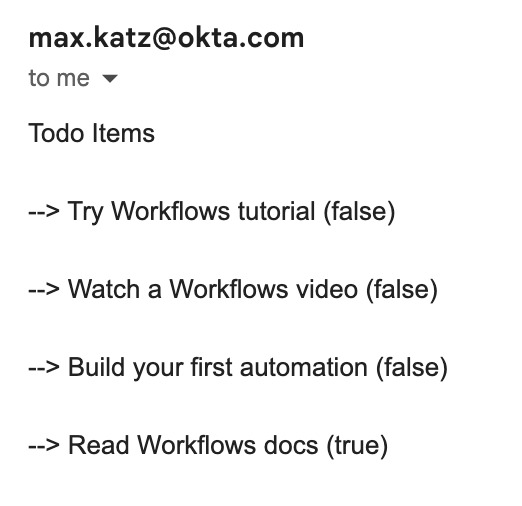 max.katz@okta.com
to me
Todo Items
--> Try Workflows tutorial (false)
--> Watch a Workflows video (false)
--> Build your first automation (false)
--> Read Workflows docs (true)